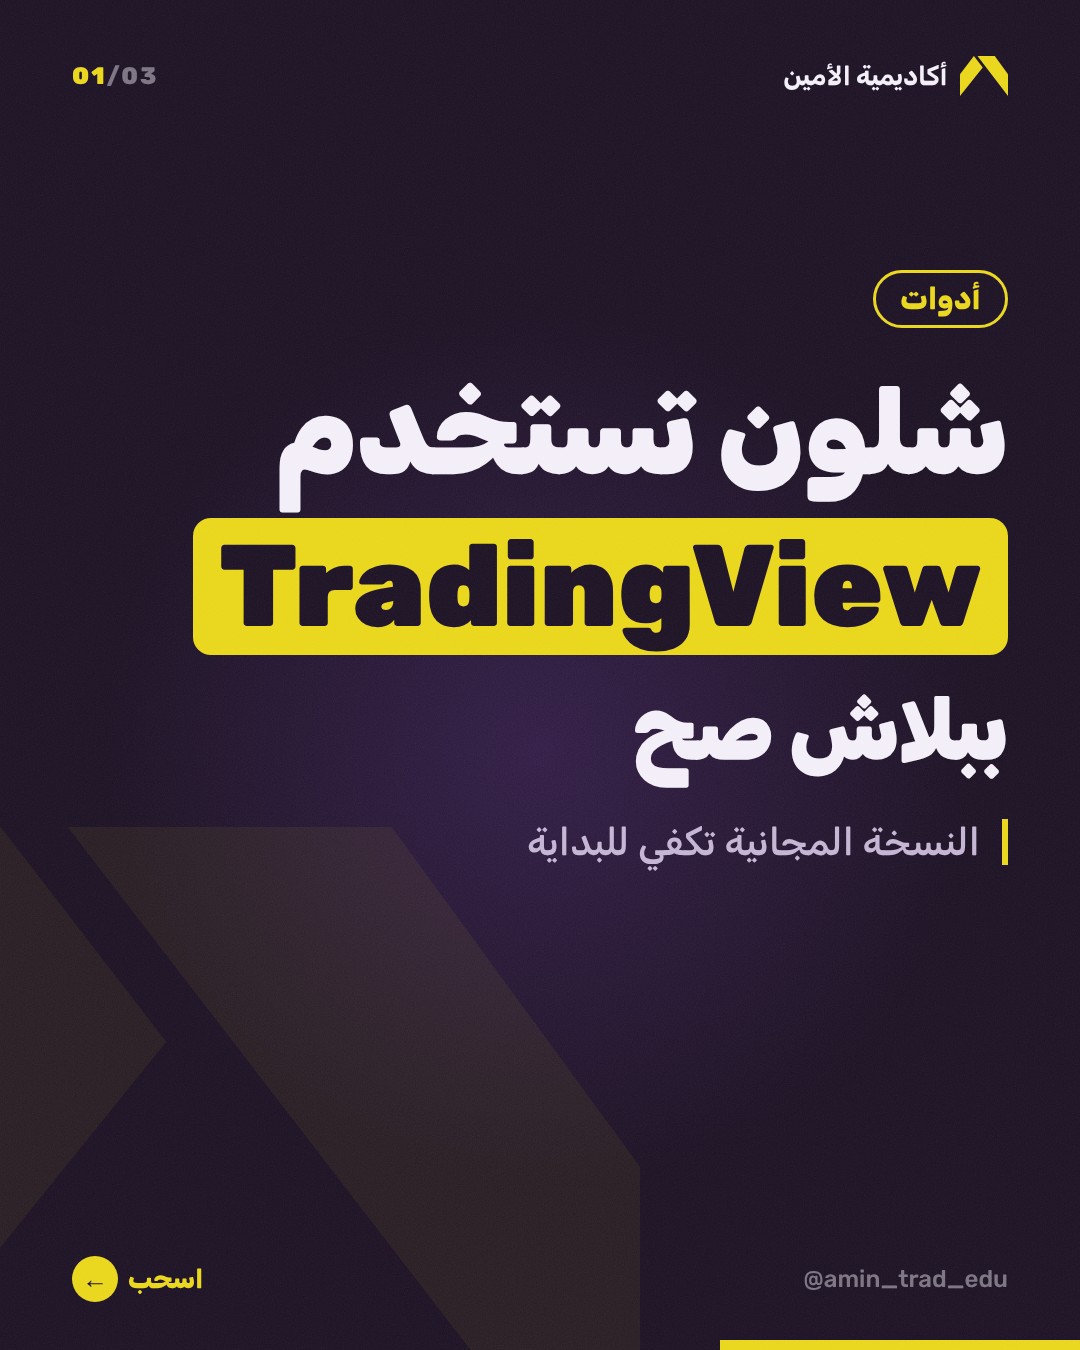 أكاديمية الأمين
01/03
أدوات
شلون تستخدم
TradingView
ببلاش صح
النسخة المجانية تكفي للبداية
@amin_trad_edu
اسحب ←